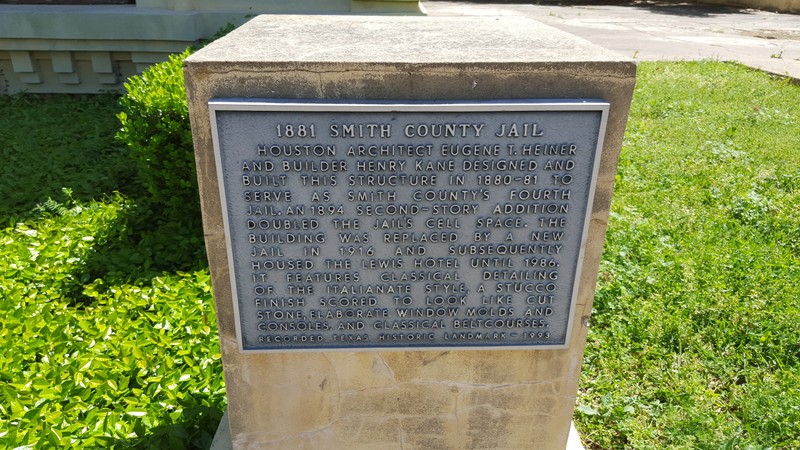 1881 SMITH COUNTY JAIL
HOUSTON ARCHITECT EUGENE T. HEINER
AND BUILDER HENRY KANE DESIGNED AND
BUILT THIS STRUCTURE IN 1880-81 TO
SERVE AS SMITH COUNTY'S FOURTH
JAIL. AN 1894 SECOND-STORY ADDITION
DOUBLED THE JAIL'S CELL SPACE. THE
BUILDING WAS REPLACED BY A NEW
JAIL IN 1916 AND SUBSEQUENTLY
HOUSED THE LEWIS HOTEL UNTIL 1986.
IT FEATURES CLASSICAL DETAILING
OF THE ITALIANATE STYLE, A STUCCO
FINISH SCORED TO LOOK LIKE CUT
STONE, ELABORATE WINDOW MOLDS AND
CONSOLES, AND CLASSICAL BELTCOURSES.
RECORDED TEXAS HISTORIC LANDMARK - 1993